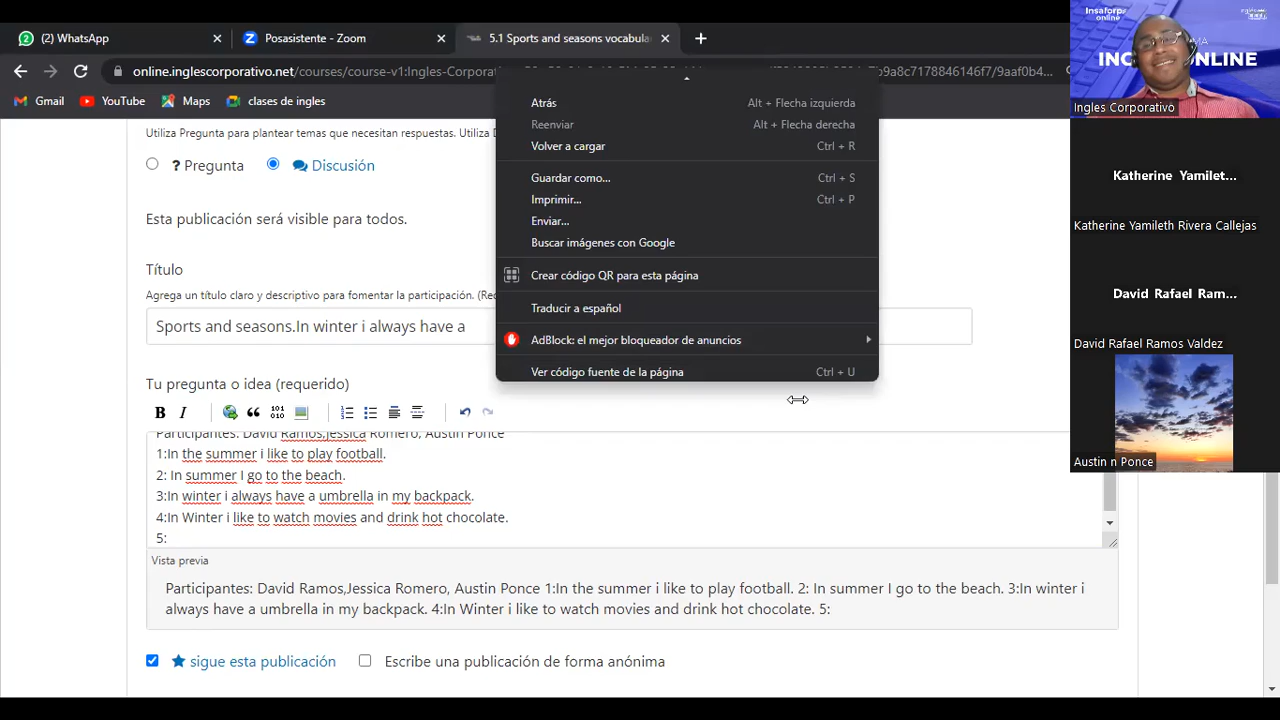 (2) WhatsApp
Posasistente - Zoom
5.1 Sports and seasons vocabula
online.inglescorporativo.net/courses/course-v1:Ingles-Corpora
7b9a8c7178846146f7/9aaf0b4...
Gmail
YouTube
Maps
clases de ingles
Utiliza Pregunta para plantear temas que necesitan respuestas. Utiliza D
? Pregunta
Discusión
Esta publicación será visible para todos.
Título
Agrega un título claro y descriptivo para fomentar la participación. (Rec
Sports and seasons.In winter i always have a
Tu pregunta o idea (requerido)
B I
Participantes: David Ramos,Jessica Romero, Austin Ponce
1:In the summer i like to play football.
2: In summer I go to the beach.
3:In winter i always have a umbrella in my backpack.
4:In Winter i like to watch movies and drink hot chocolate.
5:
Vista previa
Participantes: David Ramos,Jessica Romero, Austin Ponce 1:In the summer i like to play football. 2: In summer I go to the beach. 3:In winter i
always have a umbrella in my backpack. 4:In Winter i like to watch movies and drink hot chocolate. 5:
sigue esta publicación
Escribe una publicación de forma anónima
Atrás Alt + Flecha izquierda
Reenviar Alt + Flecha derecha
Volver a cargar Ctrl + R
Guardar como... Ctrl + S
Imprimir... Ctrl + P
Enviar...
Buscar imágenes con Google
Crear código QR para esta página
Traducir a español
AdBlock: el mejor bloqueador de anuncios
Ver código fuente de la página Ctrl + U
Insaforp
online
Ingles Corporativo
Katherine Yamilet...
Katherine Yamileth Rivera Callejas
David Rafael Ram...
David Rafael Ramos Valdez
Austin n Ponce